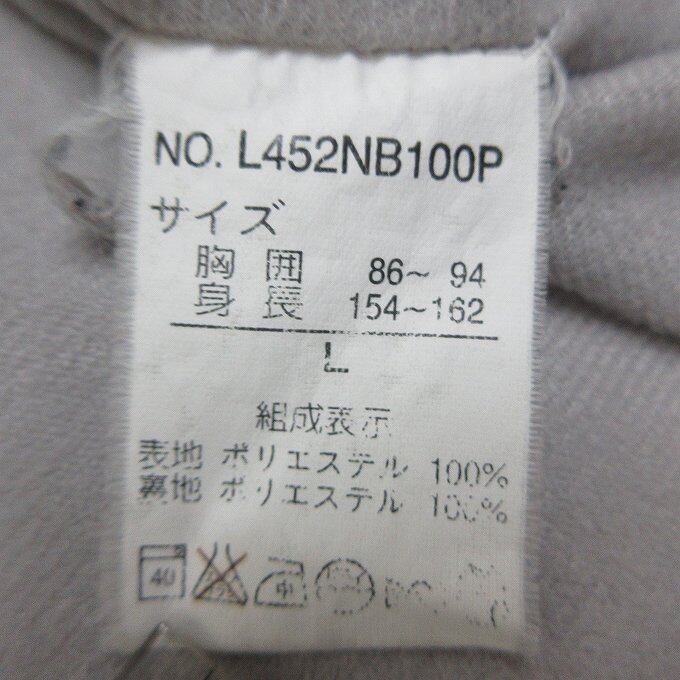 NO. L452NB100P
サイズ
胸 囲 86～ 94
身 長 154～162
L
組成表示
表地 ポリエステル 100%
裏地 ポリエステル 100%
40 中